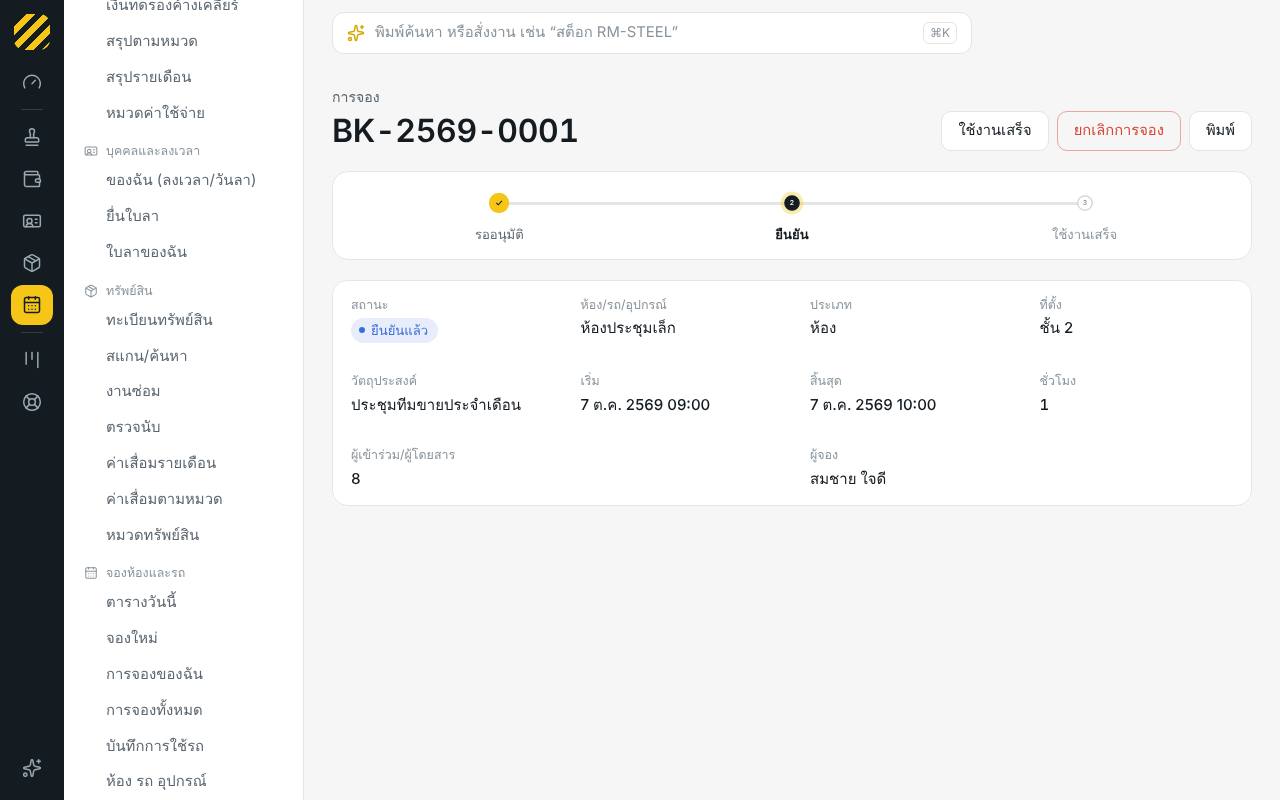 เงินทดรองค้างเคลียร์
สรุปตามหมวด
สรุปรายเดือน
หมวดค่าใช้จ่าย
บุคคลและลงเวลา
ของฉัน (ลงเวลา/วันลา)
ยื่นใบลา
ใบลาของฉัน
ทรัพย์สิน
ทะเบียนทรัพย์สิน
สแกน/ค้นหา
งานซ่อม
ตรวจนับ
ค่าเสื่อมรายเดือน
ค่าเสื่อมตามหมวด
หมวดทรัพย์สิน
จองห้องและรถ
ตารางวันนี้
จองใหม่
การจองของฉัน
การจองทั้งหมด
บันทึกการใช้รถ
ห้อง รถ อุปกรณ์
พิมพ์ค้นหา หรือสั่งงาน เช่น “สต็อก RM-STEEL” ⌘K
การจอง
BK-2569-0001
ใช้งานเสร็จ ยกเลิกการจอง พิมพ์
2 3
รออนุมัติ ยืนยัน ใช้งานเสร็จ
สถานะ ห้อง/รถ/อุปกรณ์ ประเภท ที่ตั้ง
ยืนยันแล้ว ห้องประชุมเล็ก ห้อง ชั้น 2
วัตถุประสงค์ เริ่ม สิ้นสุด ชั่วโมง
ประชุมทีมขายประจำเดือน 7 ต.ค. 2569 09:00 7 ต.ค. 2569 10:00 1
ผู้เข้าร่วม/ผู้โดยสาร ผู้จอง
8 สมชาย ใจดี